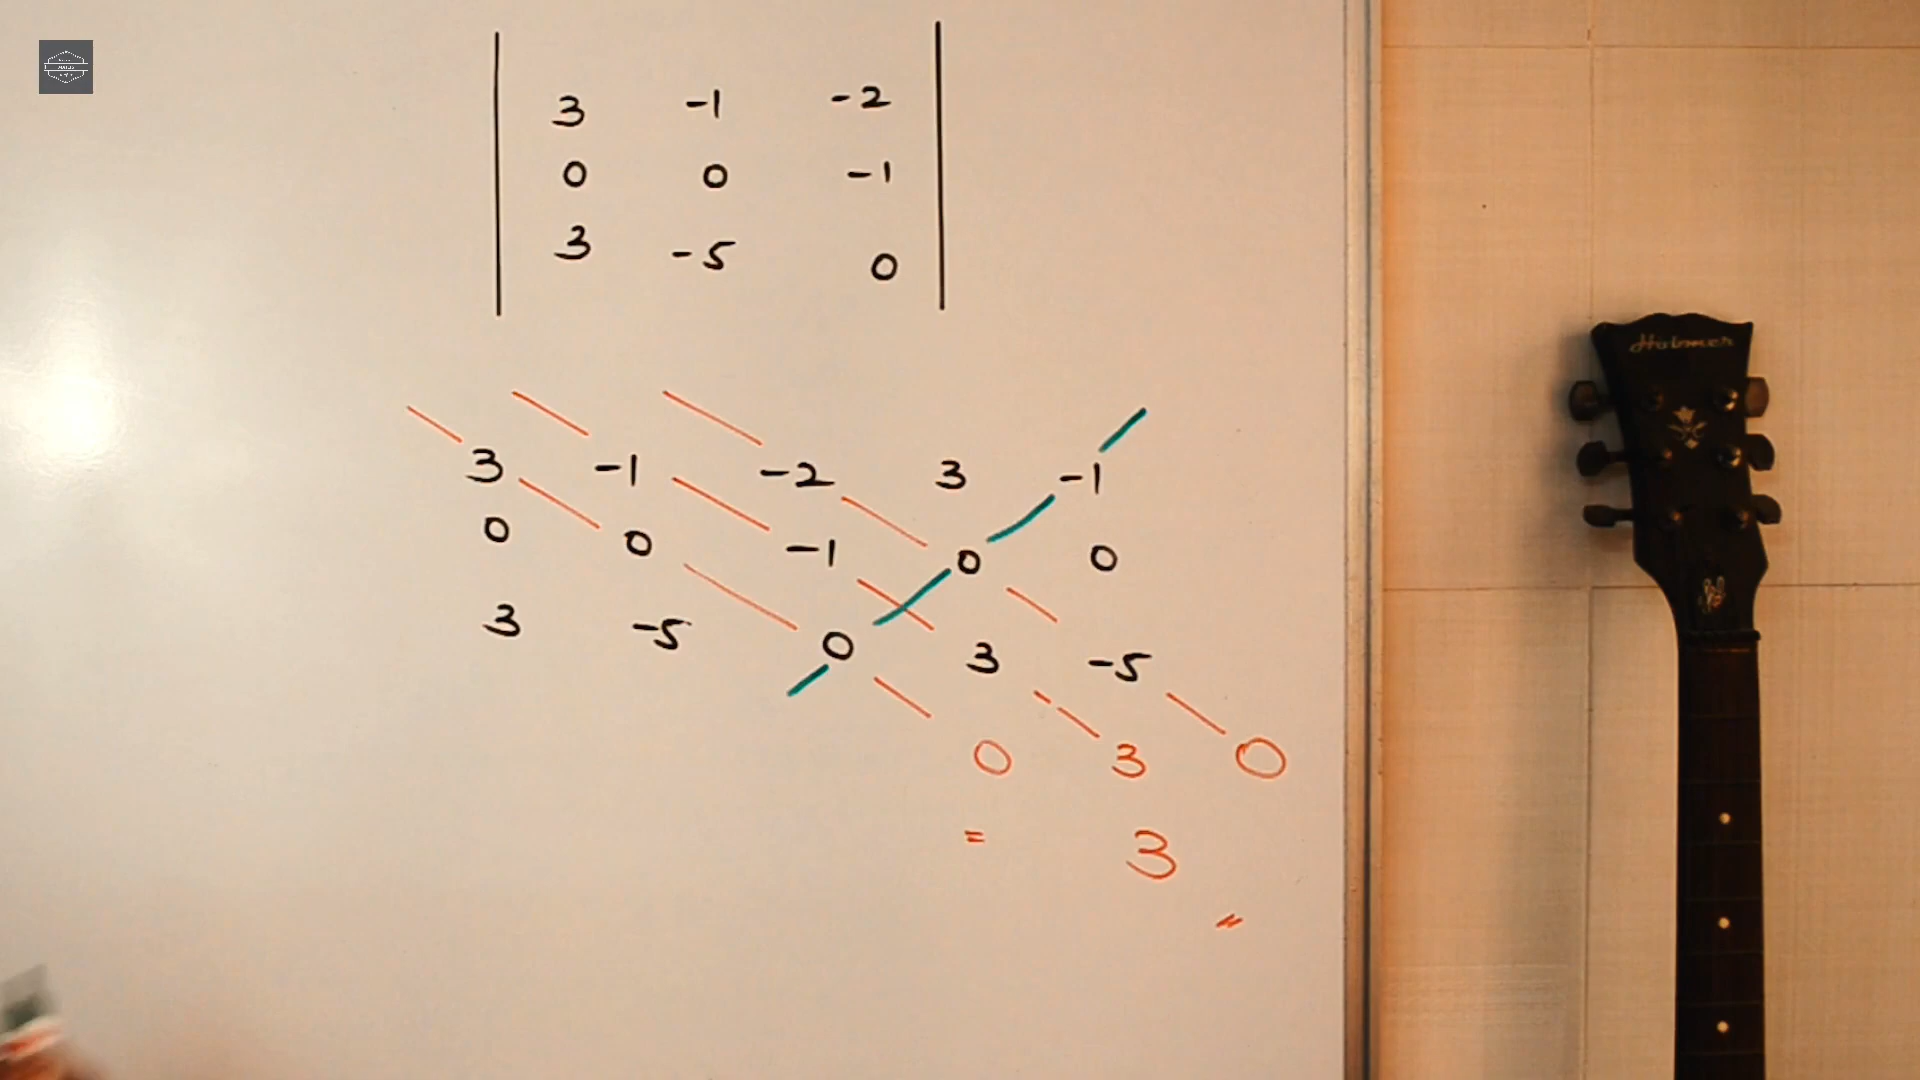 3 -1 -2
0 0 -1
3 -5 0
3 -1 -2 3 -1
0 0 -1 0 0
3 -5 0 3 -5
0 3 0
= 3